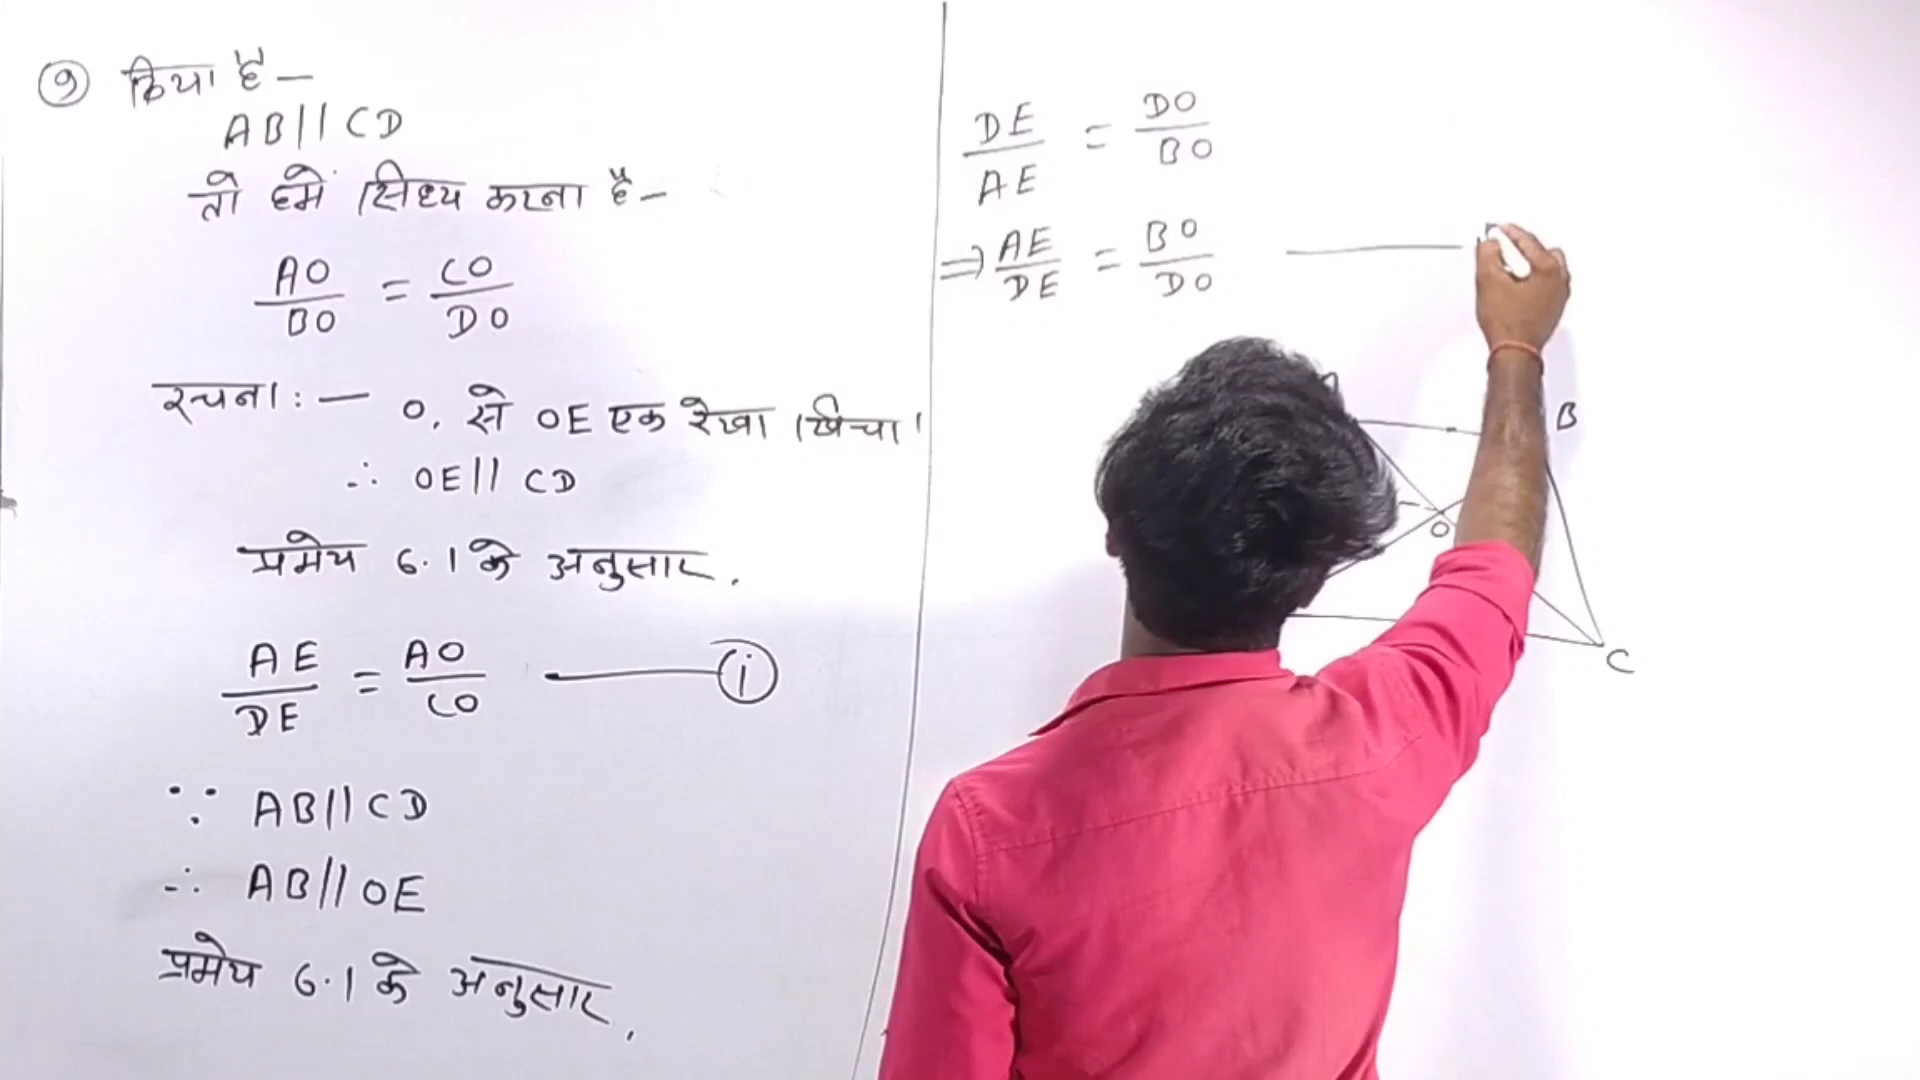 9 दिया है –
AB || CD
तो हमें सिध्य करना है –
AO/BO = CO/DO
रचना : – O. से OE एक रेखा खिंचा।
∴ OE || CD
प्रमेय 6.1 के अनुसार,
AE/DE = AO/CO —— (i)
∵ AB || CD
∴ AB || OE
प्रमेय 6.1 के अनुसार,
DE/AE = DO/BO
⇒ AE/DE = BO/DO ——
B
O
C